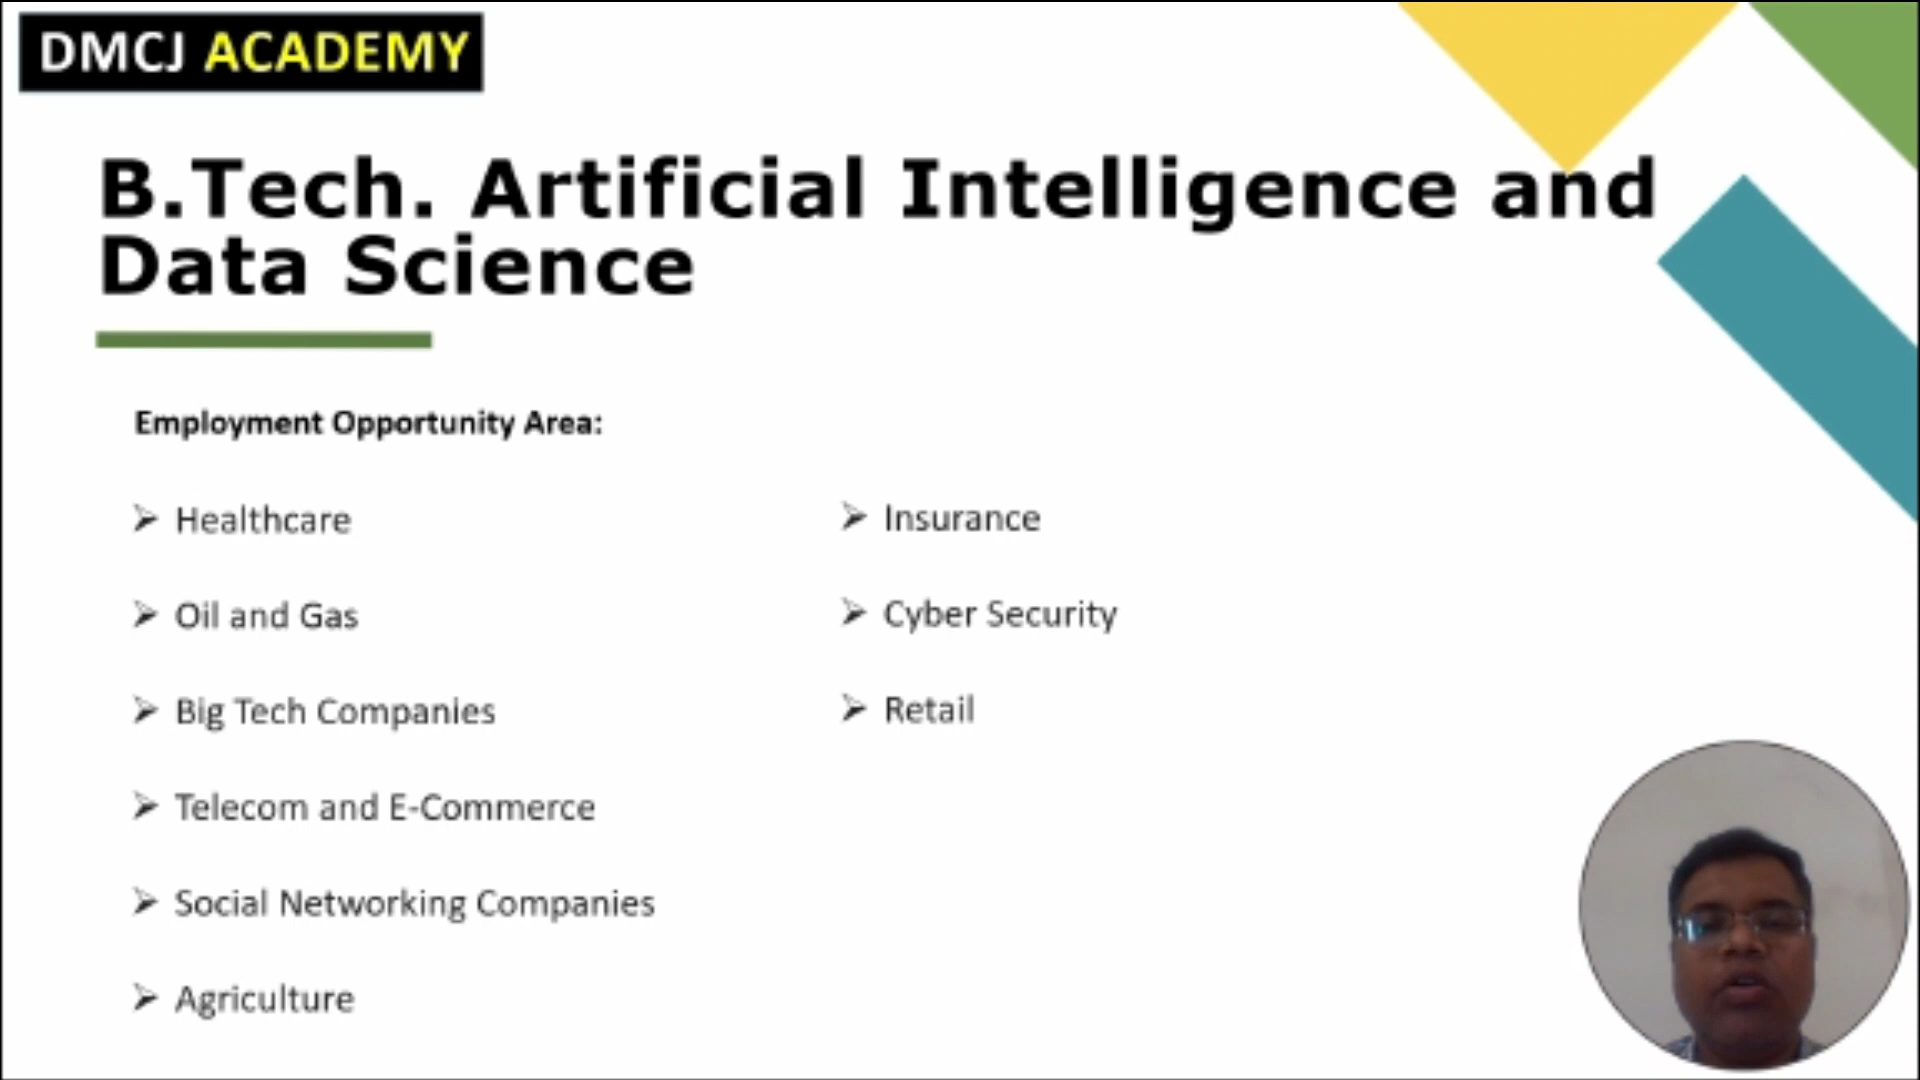 DMCJ ACADEMY
B.Tech. Artificial Intelligence and
Data Science
Employment Opportunity Area:
➢ Healthcare
➢ Oil and Gas
➢ Big Tech Companies
➢ Telecom and E-Commerce
➢ Social Networking Companies
➢ Agriculture
➢ Insurance
➢ Cyber Security
➢ Retail